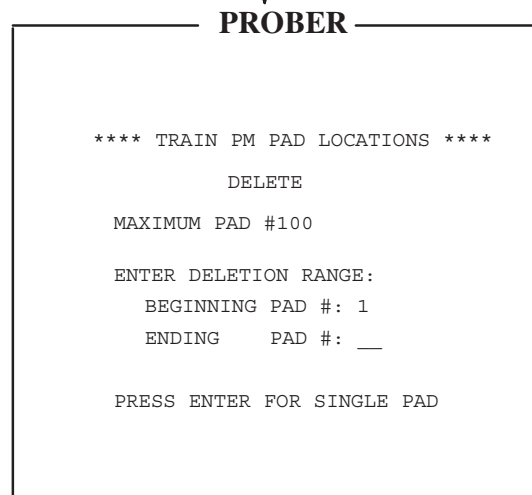 PROBER
**** TRAIN PM PAD LOCATIONS ****
DELETE
MAXIMUM PAD #100
ENTER DELETION RANGE:
BEGINNING PAD #: 1
ENDING PAD #: __
PRESS ENTER FOR SINGLE PAD